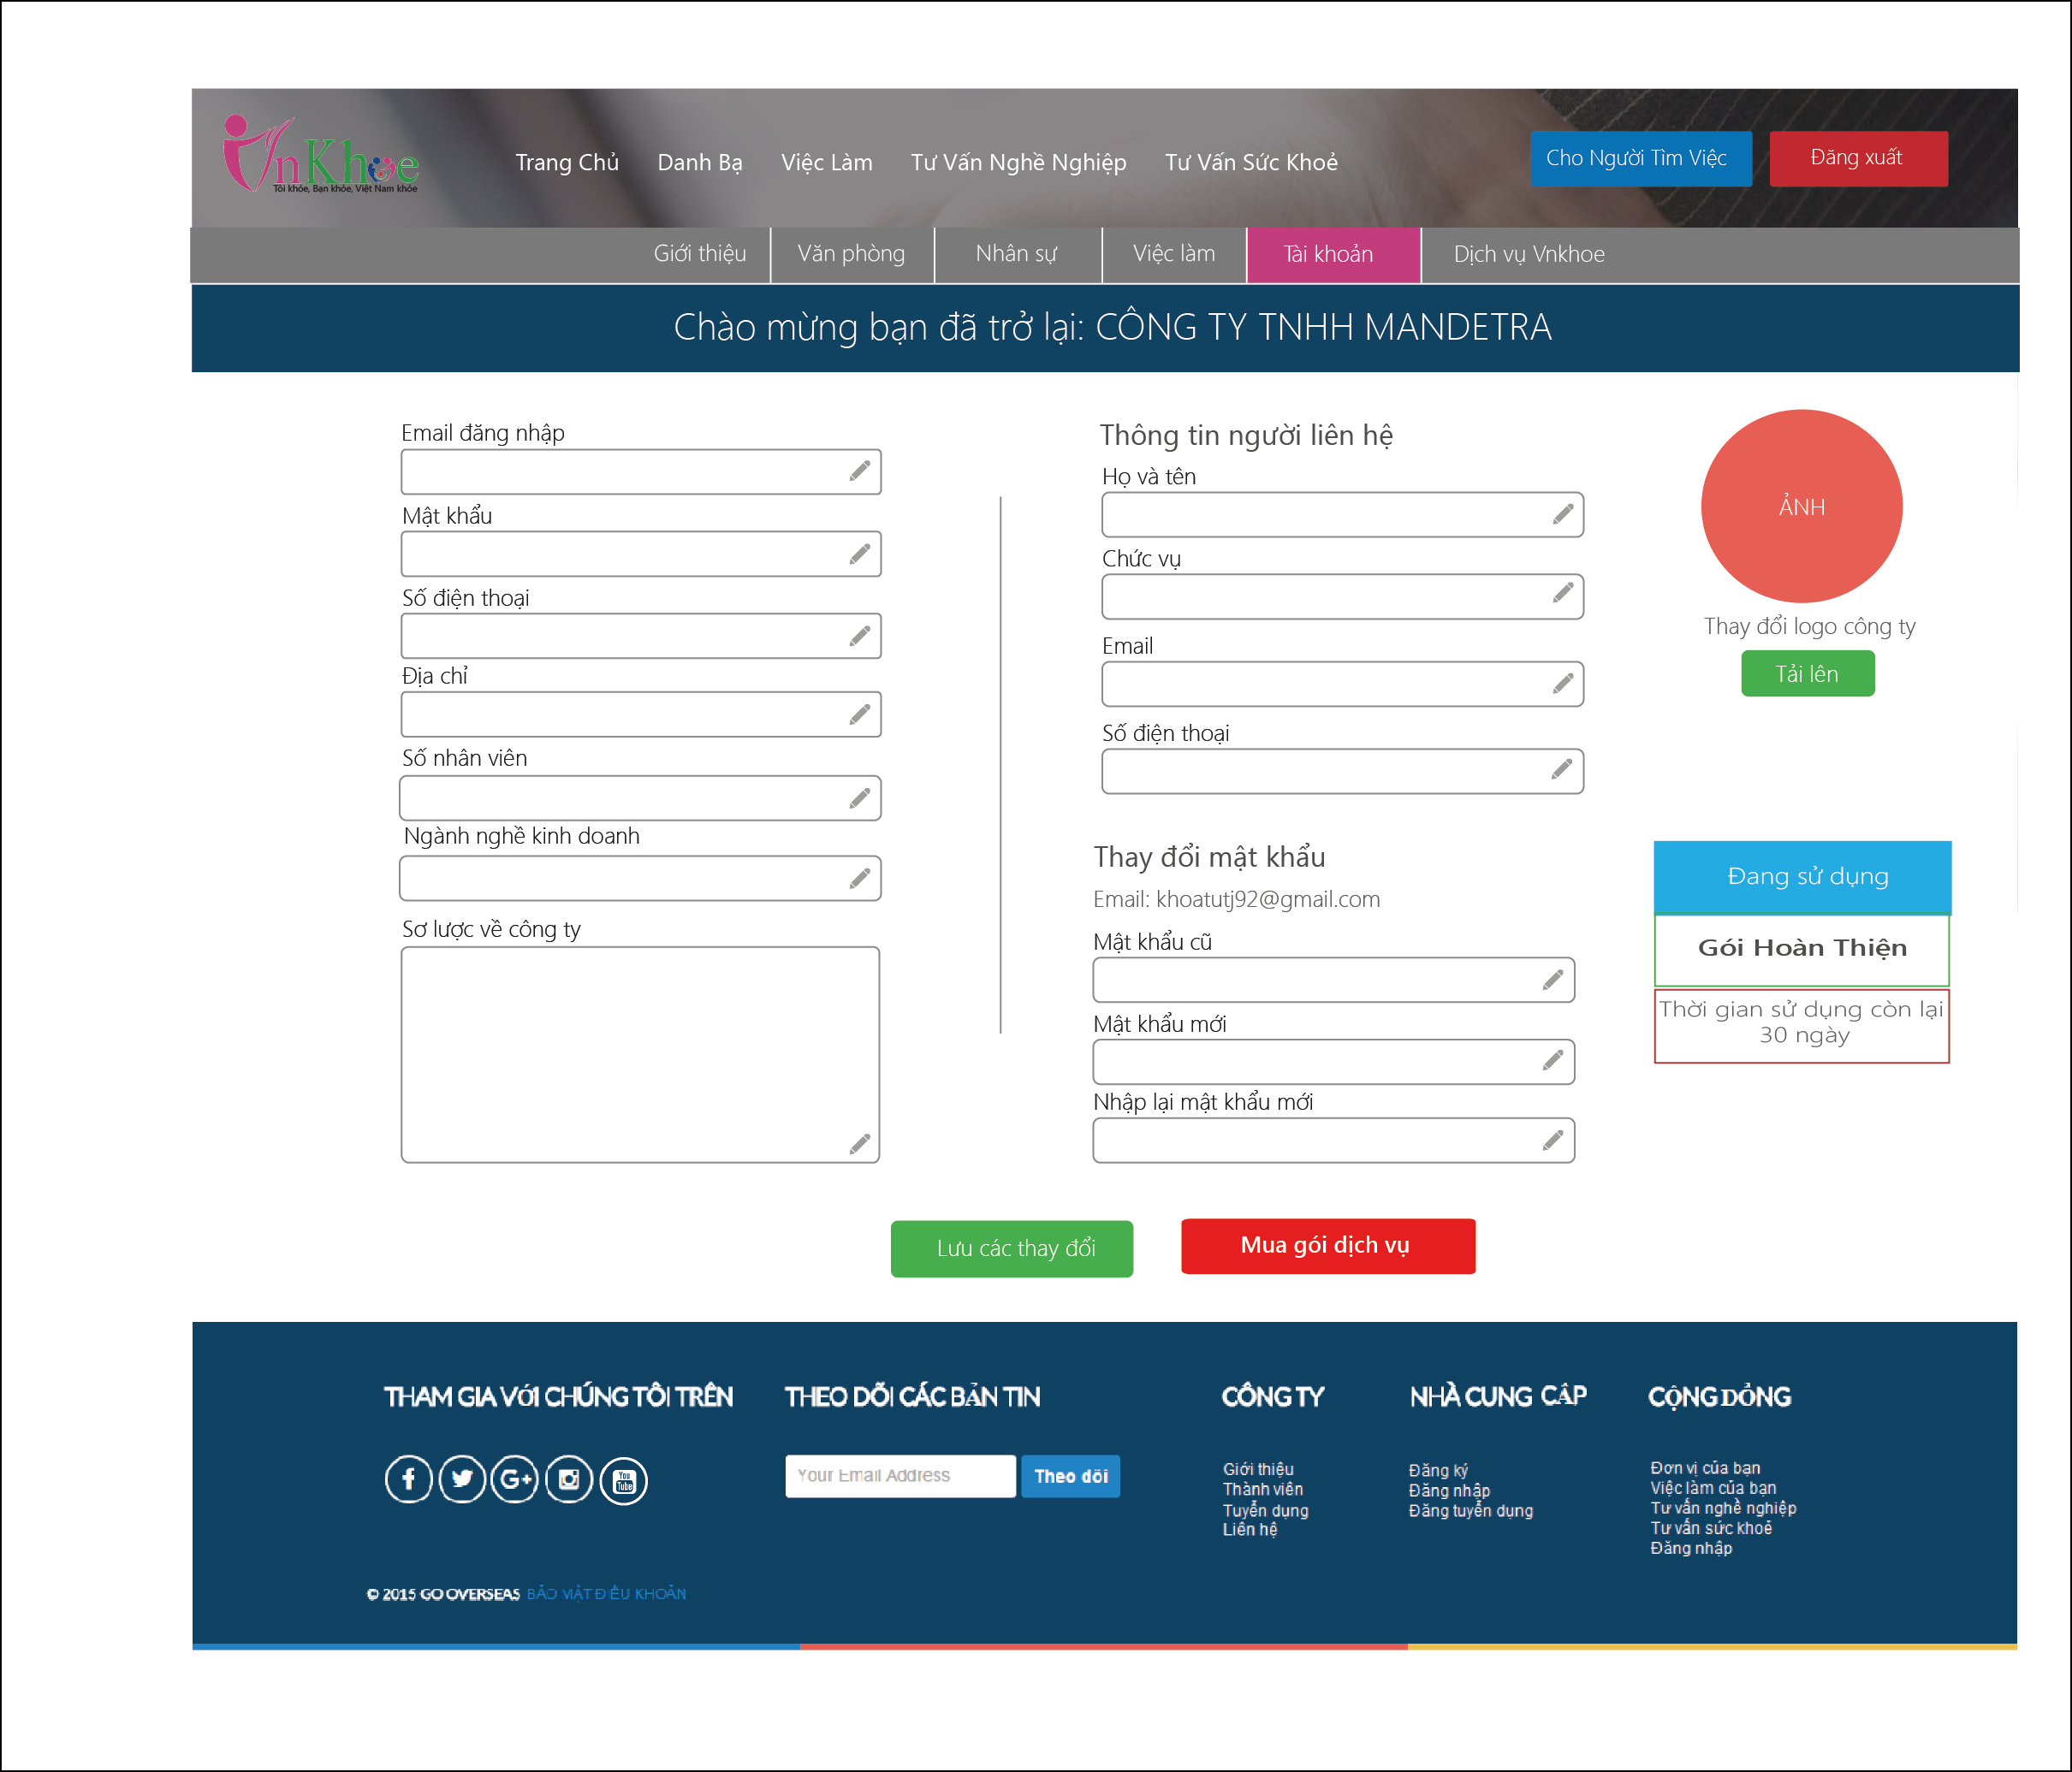 VnKhoe
Tôi khỏe, Bạn khỏe, Việt Nam khỏe
Trang Chủ Danh Bạ Việc Làm Tư Vấn Nghề Nghiệp Tư Vấn Sức Khoẻ
Cho Người Tìm Việc Đăng xuất
Giới thiệu Văn phòng Nhân sự Việc làm Tài khoản Dịch vụ Vnkhoe
Chào mừng bạn đã trở lại: CÔNG TY TNHH MANDETRA
Email đăng nhập
Mật khẩu
Số điện thoại
Địa chỉ
Số nhân viên
Ngành nghề kinh doanh
Sơ lược về công ty
Thông tin người liên hệ
Họ và tên
Chức vụ
Email
Số điện thoại
Thay đổi mật khẩu
Email: khoatutj92@gmail.com
Mật khẩu cũ
Mật khẩu mới
Nhập lại mật khẩu mới
ẢNH
Thay đổi logo công ty
Tải lên
Đang sử dụng
Gói Hoàn Thiện
Thời gian sử dụng còn lại
30 ngày
Lưu các thay đổi Mua gói dịch vụ
THAM GIA VỚI CHÚNG TÔI TRÊN
You
Tube
THEO DÕI CÁC BẢN TIN
Your Email Address Theo dõi
CÔNG TY
Giới thiệu
Thành viên
Tuyển dụng
Liên hệ
NHÀ CUNG CÂP
Đăng ký
Đăng nhập
Đăng tuyển dụng
CỘNG DỎNG
Đơn vị của bạn
Việc làm của bạn
Tư vấn nghề nghiệp
Tư vấn sức khoẻ
Đăng nhập
© 2015 GO OVERSEAS BẢO MẬT ĐIỀU KHOẢN